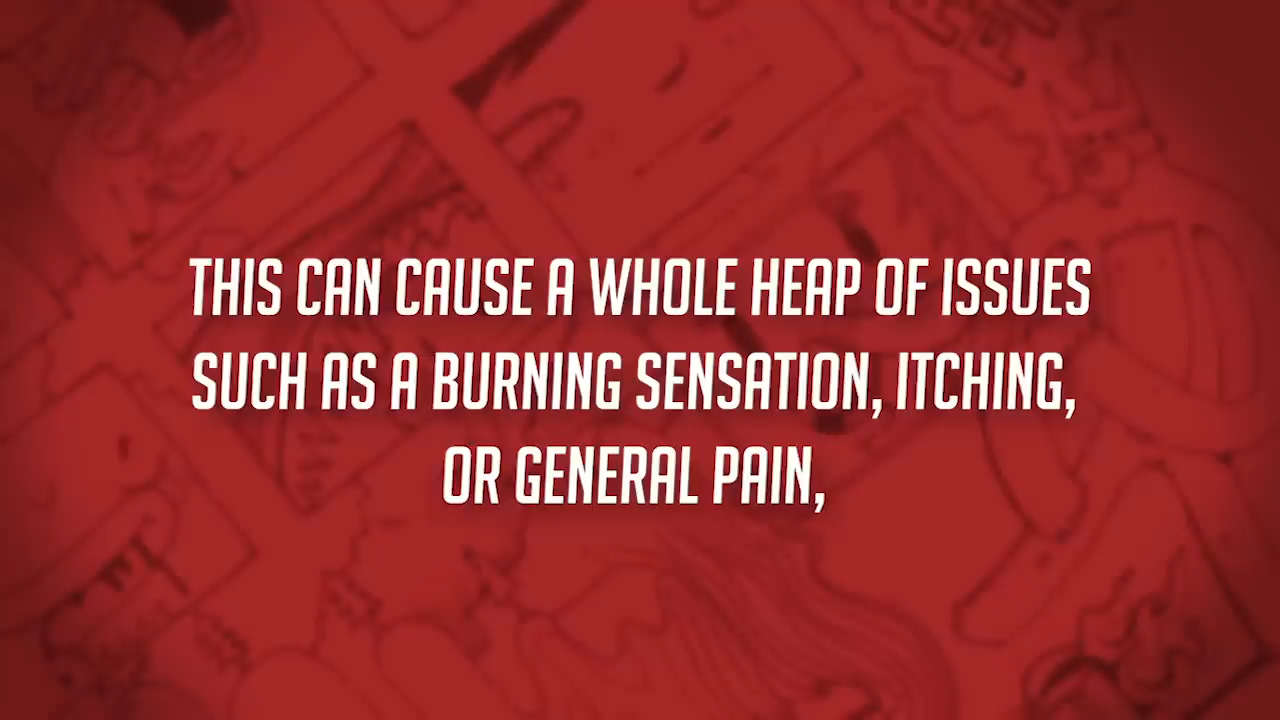 THIS CAN CAUSE A WHOLE HEAP OF ISSUES
SUCH AS A BURNING SENSATION, ITCHING,
OR GENERAL PAIN,